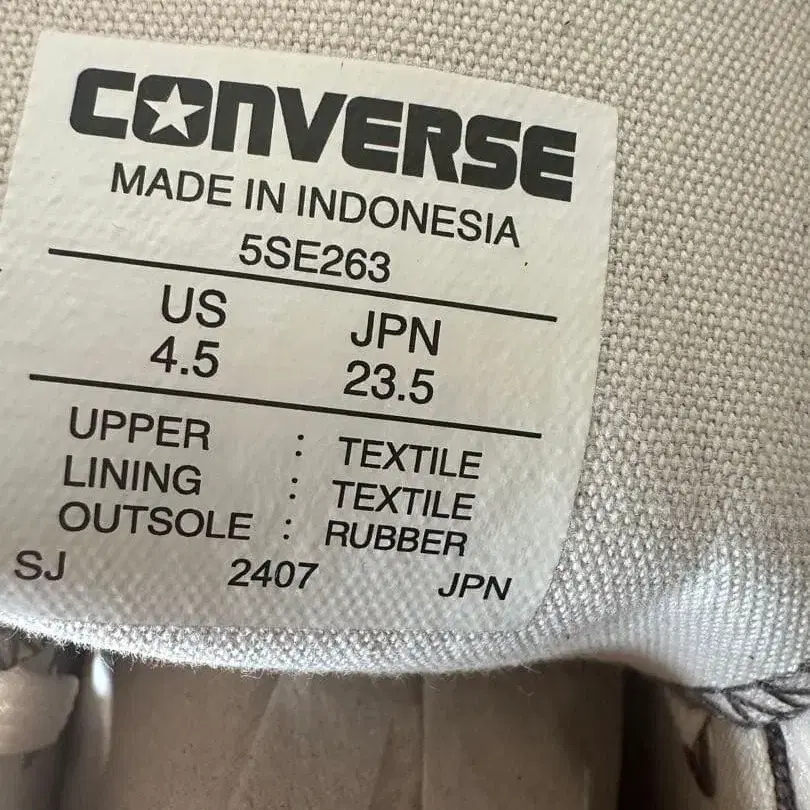 CONVERSE
MADE IN INDONESIA
5SE263
US JPN
4.5 23.5
UPPER : TEXTILE
LINING : TEXTILE
OUTSOLE : RUBBER
SJ 2407 JPN